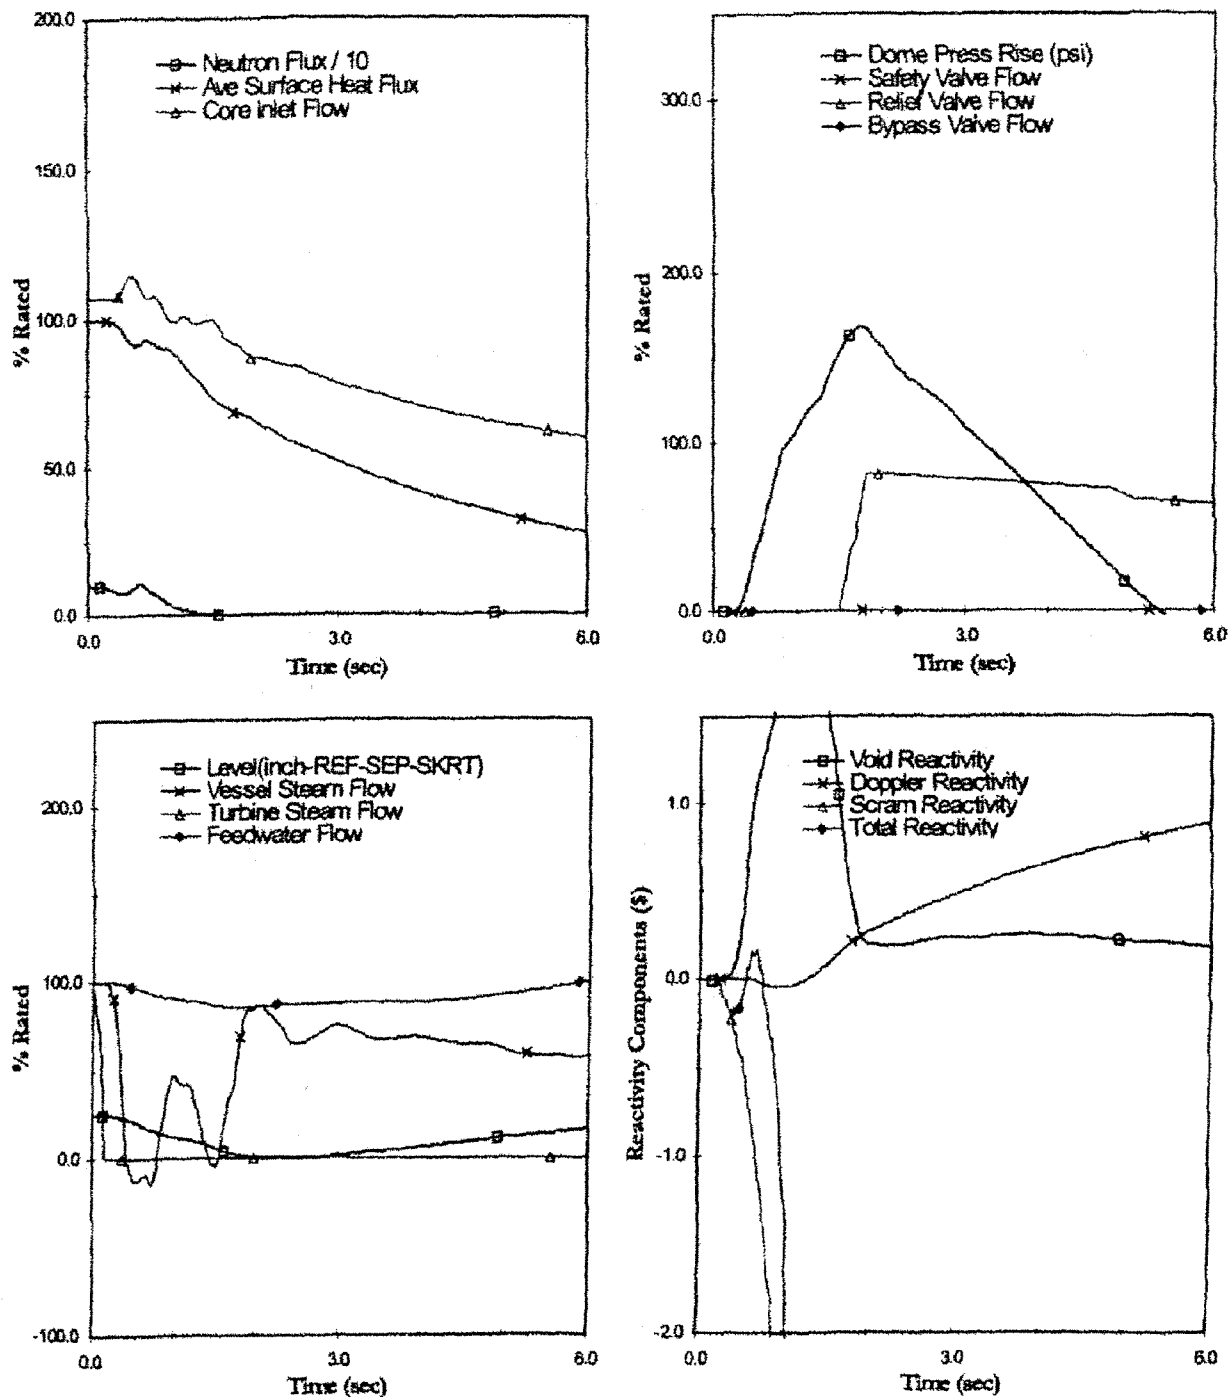 200.0
Neutron Flux / 10
Ave Surface Heat Flux
Core Inlet Flow
150.0
100.0
50.0
0.0
% Rated
0.0 3.0 6.0
Time (sec)
Dome Press Rise (psi)
Safety Valve Flow
Relief Valve Flow
Bypass Valve Flow
300.0
200.0
100.0
0.0
% Rated
0.0 3.0 6.0
Time (sec)
Level(inch-REF-SEP-SKRT)
Vessel Steam Flow
Turbine Steam Flow
Feedwater Flow
200.0
100.0
0.0
-100.0
% Rated
0.0 3.0 6.0
Time (sec)
Void Reactivity
Doppler Reactivity
Scram Reactivity
Total Reactivity
1.0
0.0
-1.0
-2.0
Reactivity Components ($)
0.0 3.0 6.0
Time (sec)